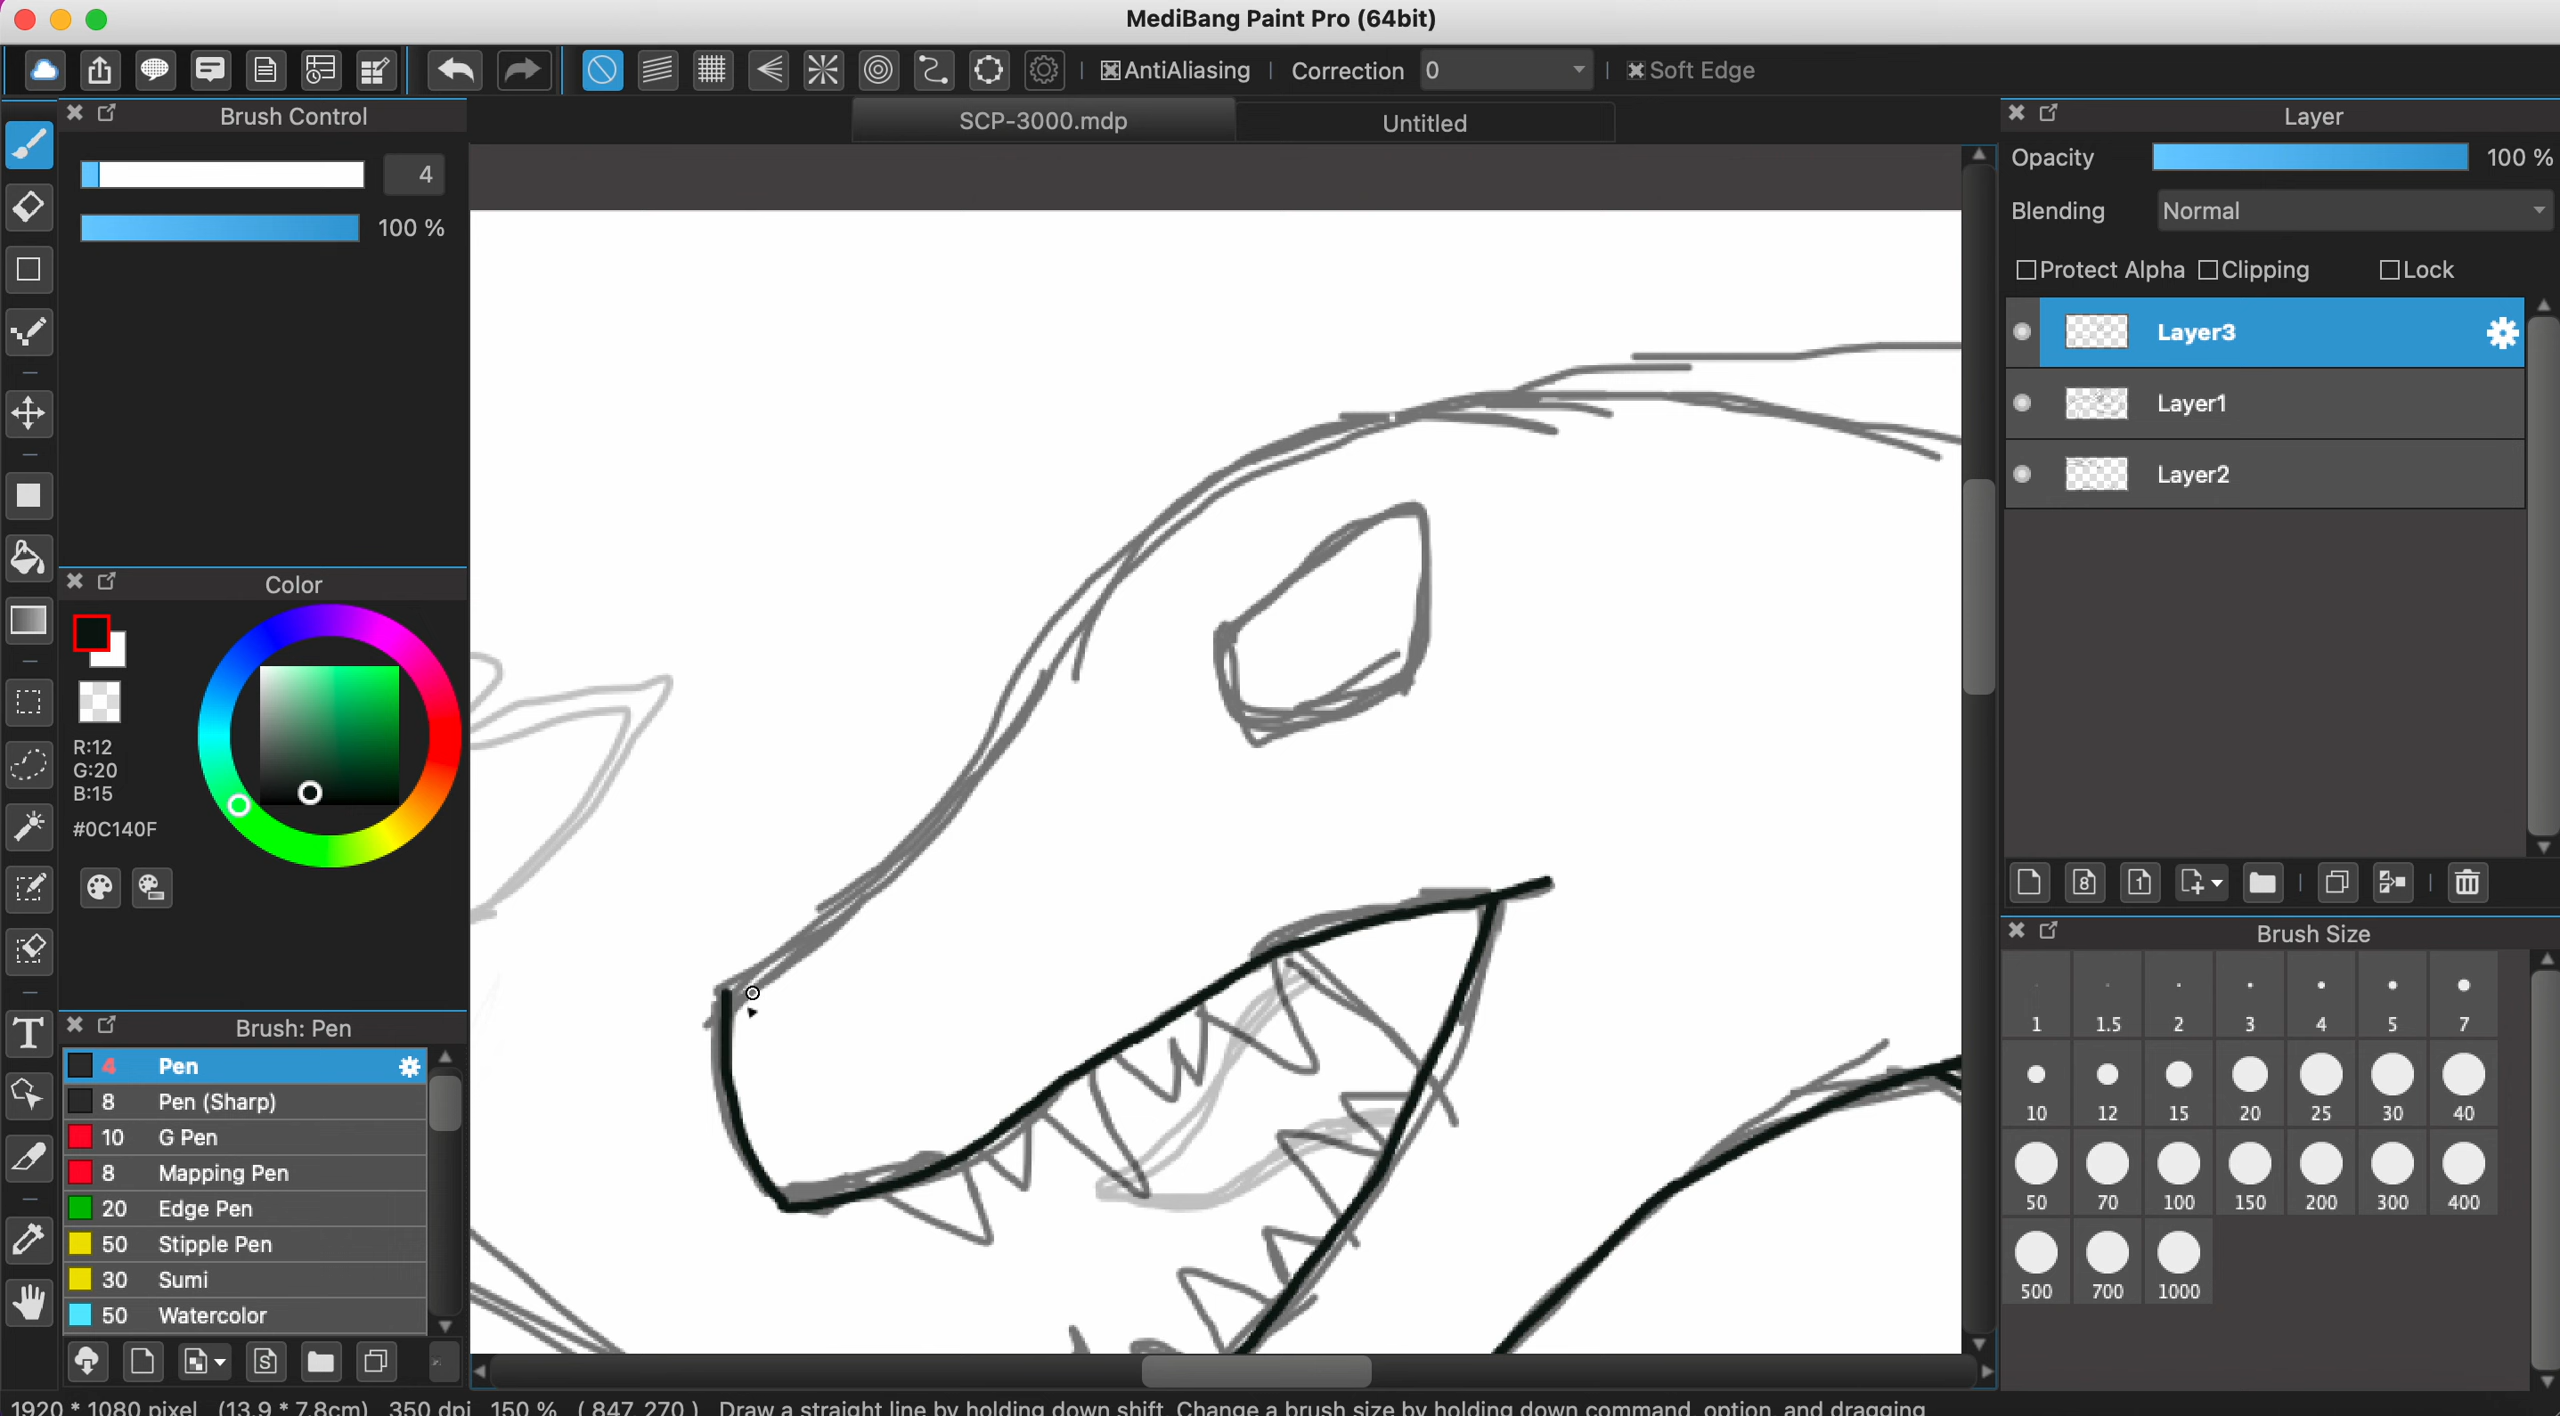 MediBang Paint Pro (64bit)
AntiAliasing
Correction 0
Soft Edge
Brush Control
4
100 %
SCP-3000.mdp
Untitled
Layer
Opacity 100 %
Blending Normal
Protect Alpha Clipping Lock
Layer3
Layer1
Layer2
Color
R:12
G:20
B:15
#0C140F
8 1
Brush: Pen
4 Pen
8 Pen (Sharp)
10 G Pen
8 Mapping Pen
20 Edge Pen
50 Stipple Pen
30 Sumi
50 Watercolor
T
S
Brush Size
1 1.5 2 3 4 5 7
10 12 15 20 25 30 40
50 70 100 150 200 300 400
500 700 1000
1920 * 1080 pixel (13.9 * 7.8cm) 350 dpi 150 % ( 847, 270 ) Draw a straight line by holding down shift, Change a brush size by holding down command, option, and dragging